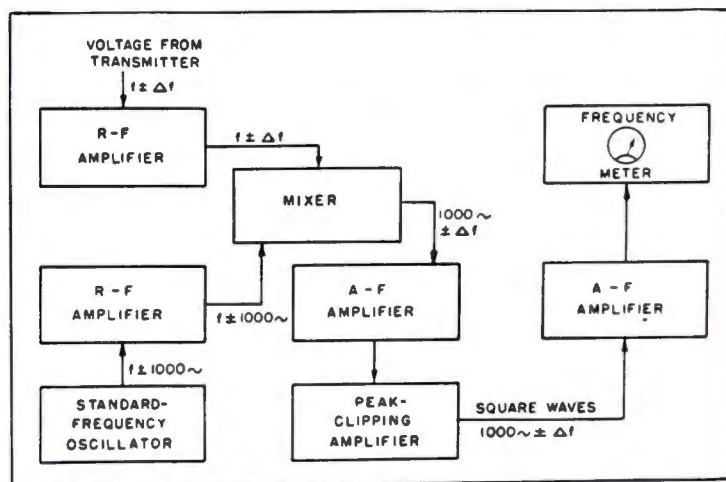 VOLTAGE FROM
TRANSMITTER
f ± Δf
R-F
AMPLIFIER
f ± Δf
MIXER
1000~
± Δf
R-F
AMPLIFIER
f ± 1000~
f ± 1000~
STANDARD-
FREQUENCY
OSCILLATOR
A-F
AMPLIFIER
PEAK-
CLIPPING
AMPLIFIER
SQUARE WAVES
1000~ ± Δf
A-F
AMPLIFIER
FREQUENCY
METER